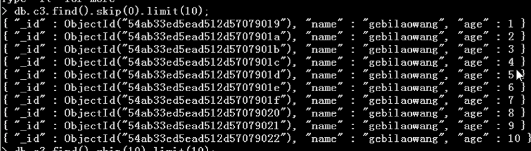 Type "it" for more
> db.c3.find().skip(0).limit(10);
{ "_id" : ObjectId("54ab33ed5ead512d57079019"), "name" : "gebilaowang", "age" : 1 }
{ "_id" : ObjectId("54ab33ed5ead512d5707901a"), "name" : "gebilaowang", "age" : 2 }
{ "_id" : ObjectId("54ab33ed5ead512d5707901b"), "name" : "gebilaowang", "age" : 3 }
{ "_id" : ObjectId("54ab33ed5ead512d5707901c"), "name" : "gebilaowang", "age" : 4 }
{ "_id" : ObjectId("54ab33ed5ead512d5707901d"), "name" : "gebilaowang", "age" : 5 }
{ "_id" : ObjectId("54ab33ed5ead512d5707901e"), "name" : "gebilaowang", "age" : 6 }
{ "_id" : ObjectId("54ab33ed5ead512d5707901f"), "name" : "gebilaowang", "age" : 7 }
{ "_id" : ObjectId("54ab33ed5ead512d57079020"), "name" : "gebilaowang", "age" : 8 }
{ "_id" : ObjectId("54ab33ed5ead512d57079021"), "name" : "gebilaowang", "age" : 9 }
{ "_id" : ObjectId("54ab33ed5ead512d57079022"), "name" : "gebilaowang", "age" : 10 }
> db.c3.find().skip(10).limit(10);